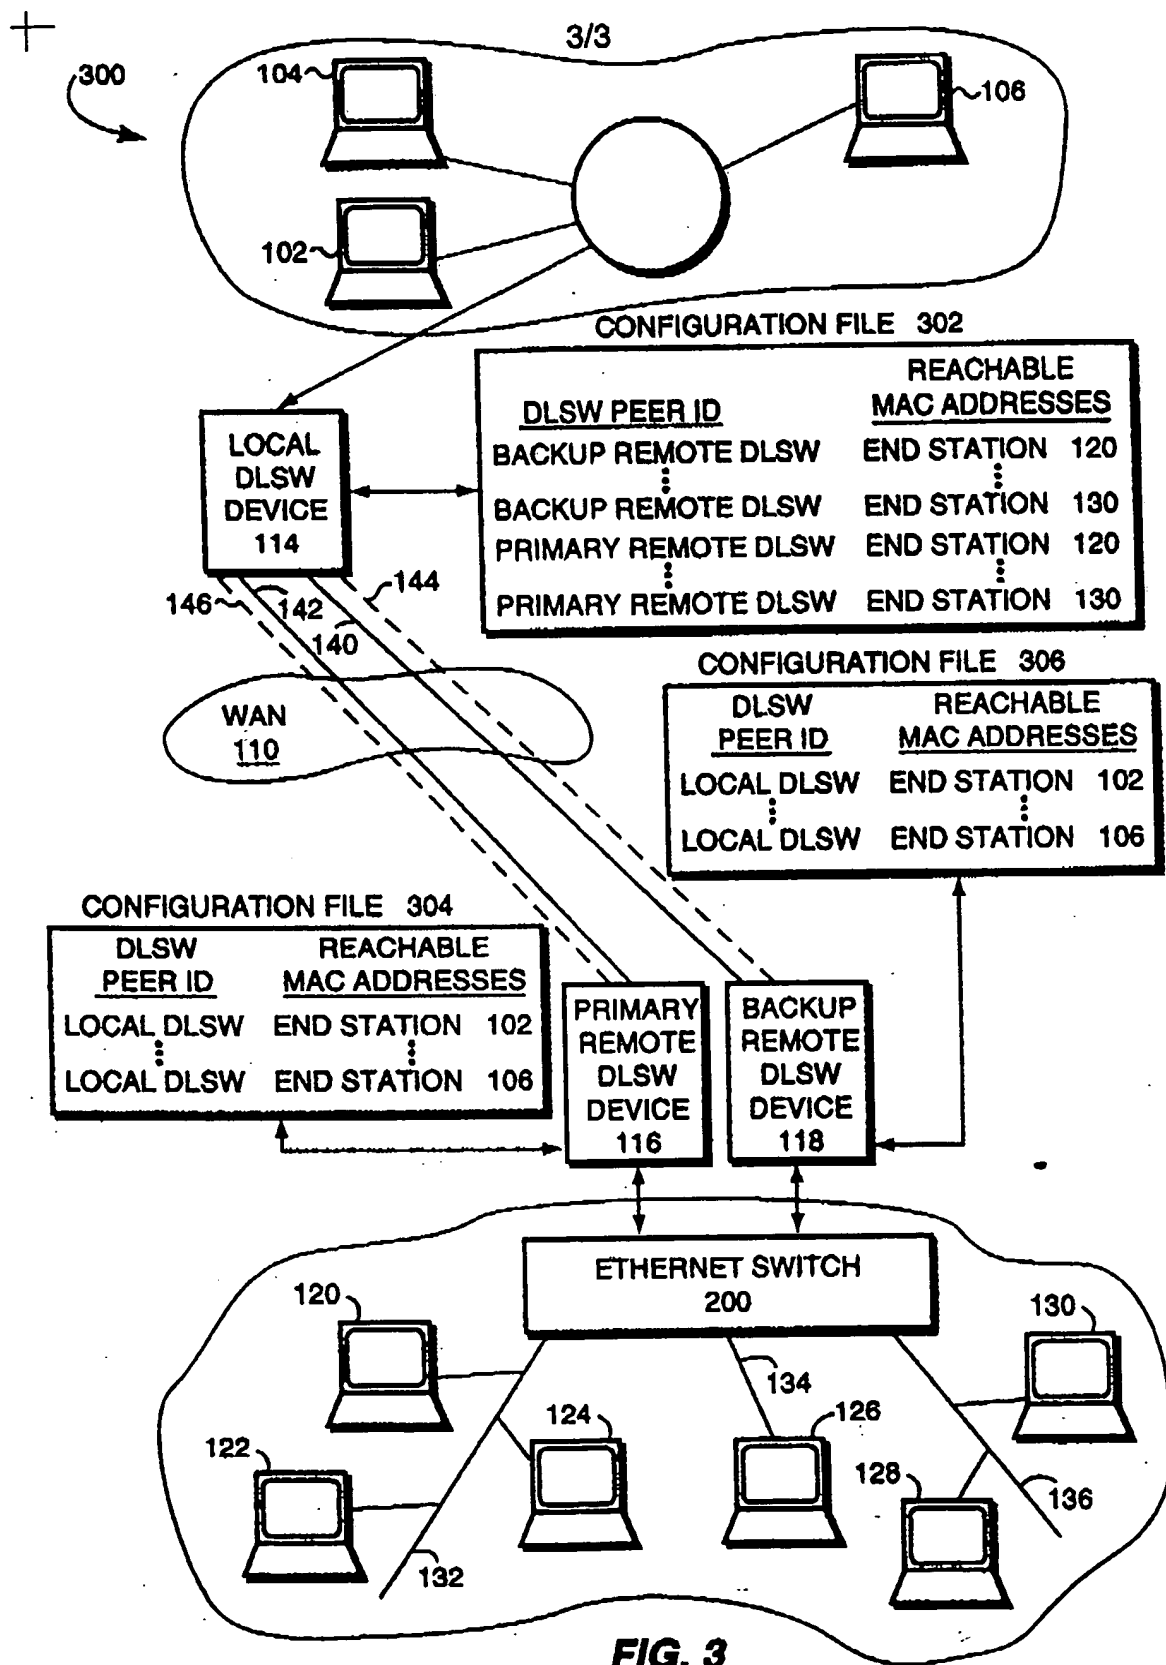 3/3
300
104
106
102
CONFIGURATION FILE 302
DLSW PEER ID
REACHABLE
MAC ADDRESSES
BACKUP REMOTE DLSW END STATION 120
BACKUP REMOTE DLSW END STATION 130
PRIMARY REMOTE DLSW END STATION 120
PRIMARY REMOTE DLSW END STATION 130
LOCAL
DLSW
DEVICE
114
146
142
140
144
WAN
110
CONFIGURATION FILE 306
DLSW
PEER ID
REACHABLE
MAC ADDRESSES
LOCAL DLSW END STATION 102
LOCAL DLSW END STATION 106
CONFIGURATION FILE 304
DLSW
PEER ID
REACHABLE
MAC ADDRESSES
LOCAL DLSW END STATION 102
LOCAL DLSW END STATION 106
PRIMARY
REMOTE
DLSW
DEVICE
116
BACKUP
REMOTE
DLSW
DEVICE
118
ETHERNET SWITCH
200
120
130
134
124
126
122
128
136
132
FIG. 3